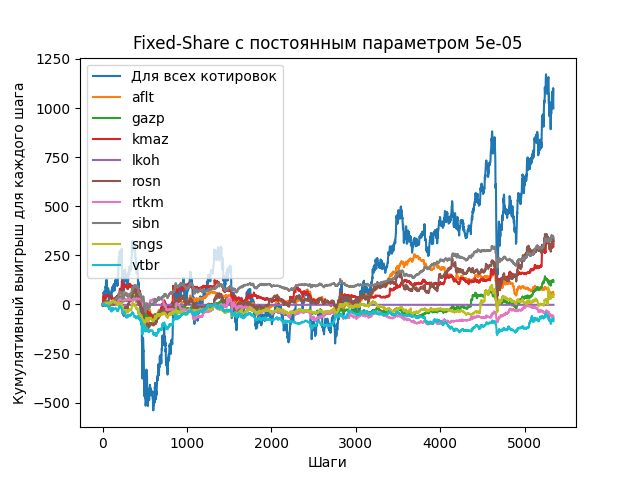 Fixed-Share с постоянным параметром 5e-05
Кумулятивный выигрыш для каждого шага
1250
1000
750
500
250
0
−250
−500
Для всех котировок
aflt
gazp
kmaz
lkoh
rosn
rtkm
sibn
sngs
vtbr
0 1000 2000 3000 4000 5000
Шаги